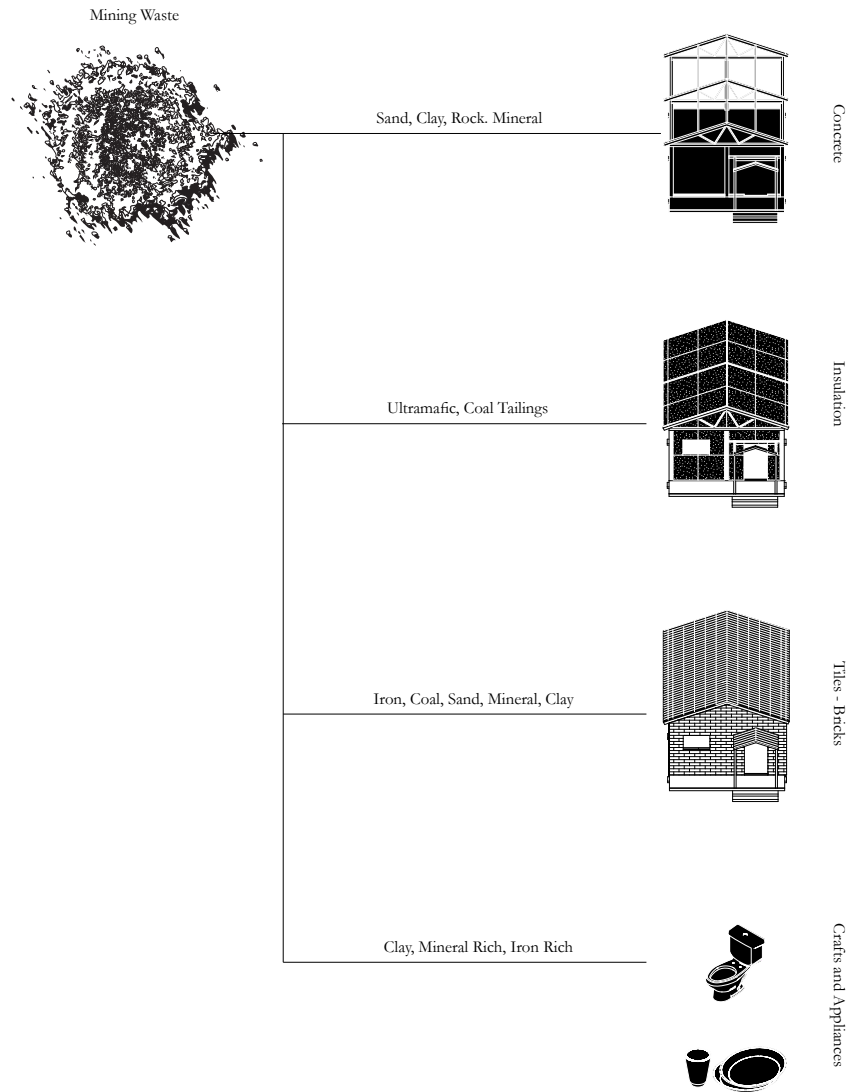 Mining Waste
Sand, Clay, Rock. Mineral
Concrete
Ultramafic, Coal Tailings
Insulation
Iron, Coal, Sand, Mineral, Clay
Tiles - Bricks
Clay, Mineral Rich, Iron Rich
Crafts and Appliances